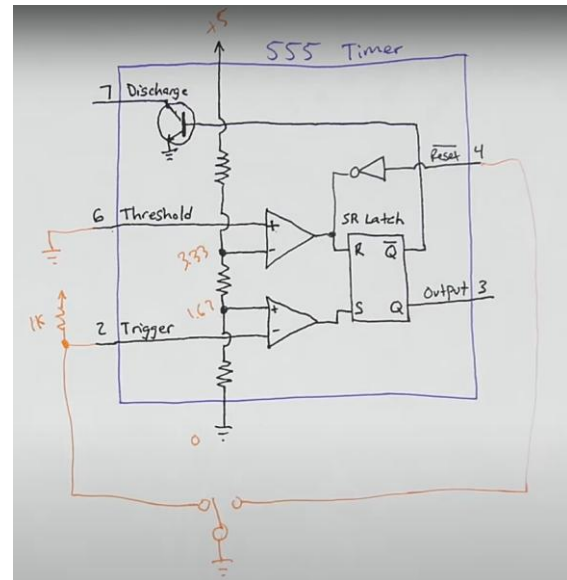 +5
555 Timer
7 Discharge
Reset 4
6 Threshold
SR Latch
3.33
R Q
1.67
Output 3
1K
2 Trigger
S Q
0
+
-
+
-